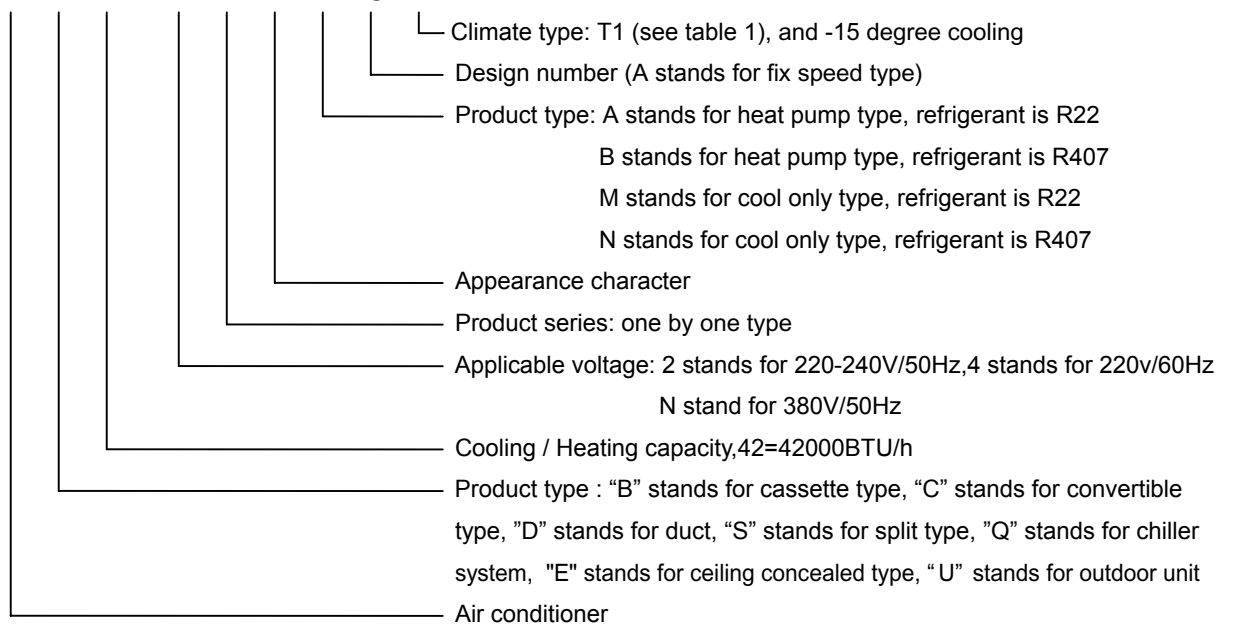 Climate type: T1 (see table 1), and -15 degree cooling
Design number (A stands for fix speed type)
Product type: A stands for heat pump type, refrigerant is R22
B stands for heat pump type, refrigerant is R407
M stands for cool only type, refrigerant is R22
N stands for cool only type, refrigerant is R407
Appearance character
Product series: one by one type
Applicable voltage: 2 stands for 220-240V/50Hz,4 stands for 220v/60Hz
N stand for 380V/50Hz
Cooling / Heating capacity,42=42000BTU/h
Product type : “B” stands for cassette type, “C” stands for convertible
type, ”D” stands for duct, “S” stands for split type, ”Q” stands for chiller
system, "E" stands for ceiling concealed type, “ U” stands for outdoor unit
Air conditioner